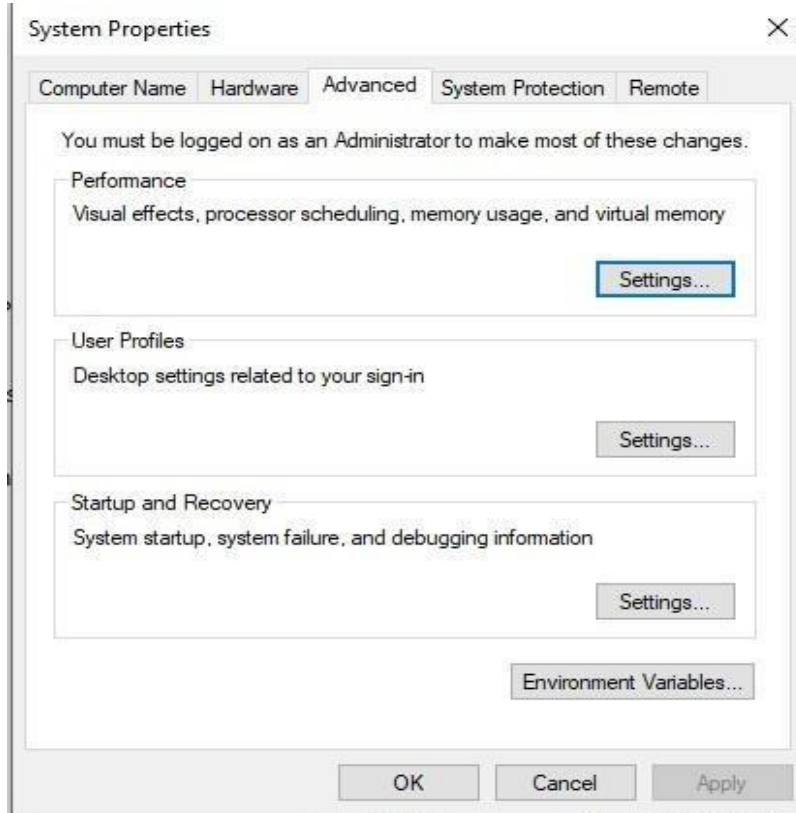 System Properties
Computer Name Hardware Advanced System Protection Remote
You must be logged on as an Administrator to make most of these changes.
Performance
Visual effects, processor scheduling, memory usage, and virtual memory
Settings...
User Profiles
Desktop settings related to your sign-in
Settings...
Startup and Recovery
System startup, system failure, and debugging information
Settings...
Environment Variables...
OK Cancel Apply